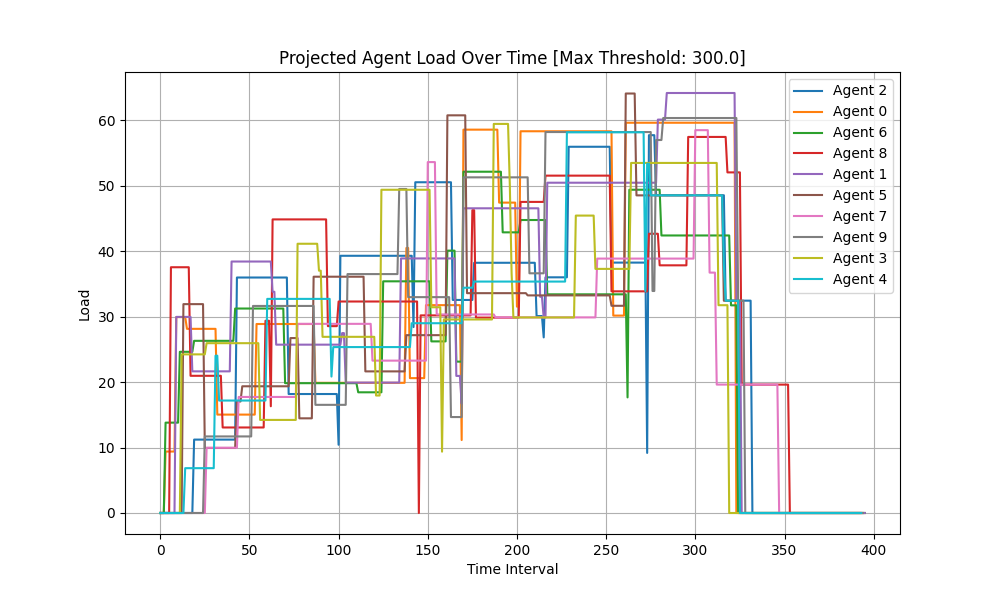 Projected Agent Load Over Time [Max Threshold: 300.0]
Load
60
50
40
30
20
10
0
0 50 100 150 200 250 300 350 400
Time Interval
Agent 2
Agent 0
Agent 6
Agent 8
Agent 1
Agent 5
Agent 7
Agent 9
Agent 3
Agent 4